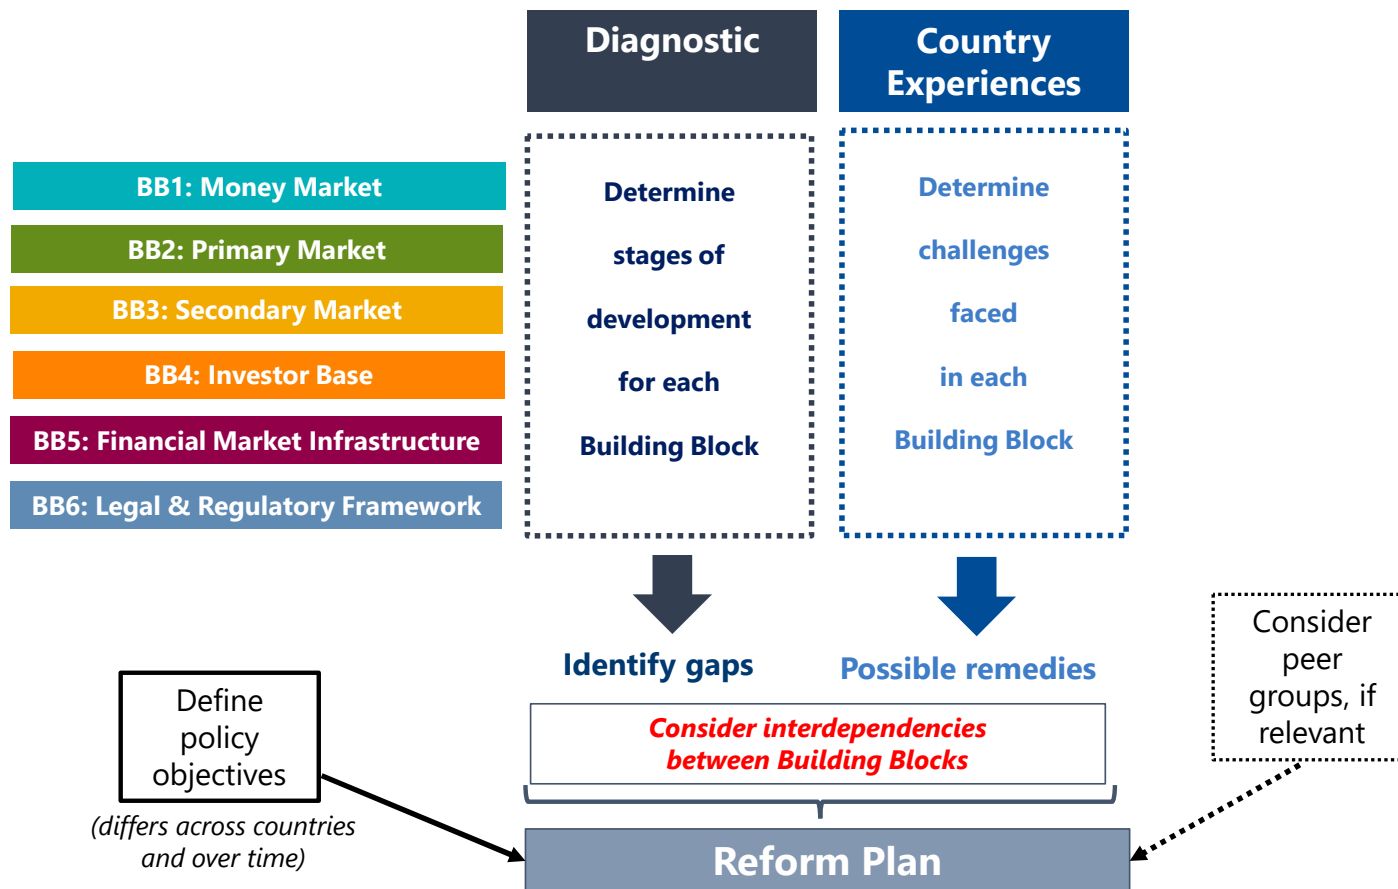 Diagnostic
Country
Experiences
BB1: Money Market
BB2: Primary Market
BB3: Secondary Market
BB4: Investor Base
BB5: Financial Market Infrastructure
BB6: Legal & Regulatory Framework
Determine
stages of
development
for each
Building Block
Determine
challenges
faced
in each
Building Block
Identify gaps
Possible remedies
Consider interdependencies
between Building Blocks
Define
policy
objectives
(differs across countries
and over time)
Consider
peer
groups, if
relevant
Reform Plan